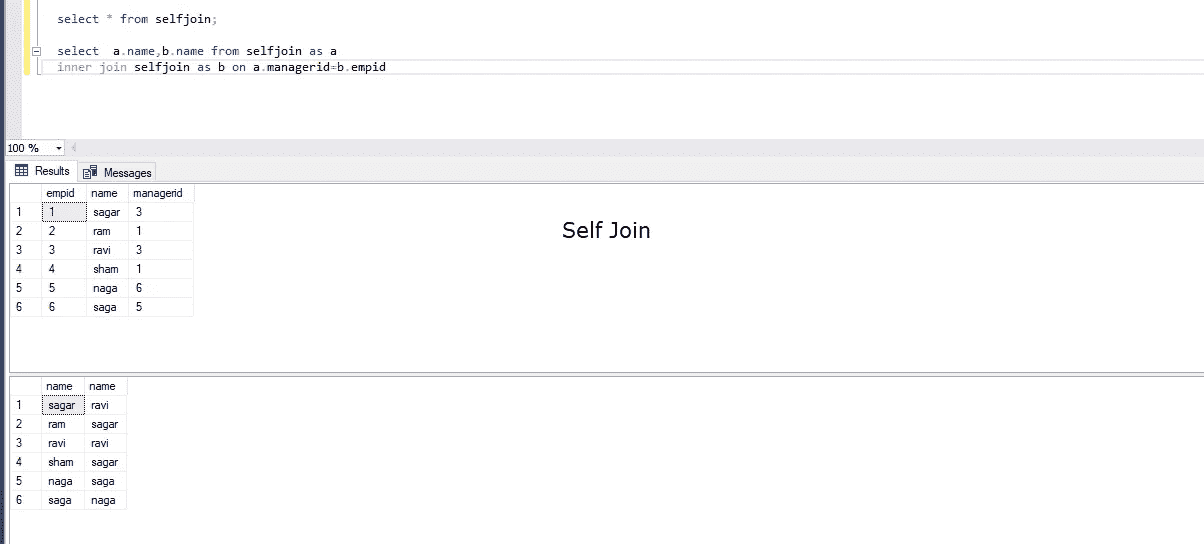 select * from selfjoin;
select  a.name,b.name from selfjoin as a
inner join selfjoin as b on a.managerid=b.empid
100 %
Results Messages
empid name managerid
1 1 sagar 3
2 2 ram 1
Self Join
3 3 ravi 3
4 4 sham 1
5 5 naga 6
6 6 saga 5
name name
1 sagar ravi
2 ram sagar
3 ravi ravi
4 sham sagar
5 naga saga
6 saga naga